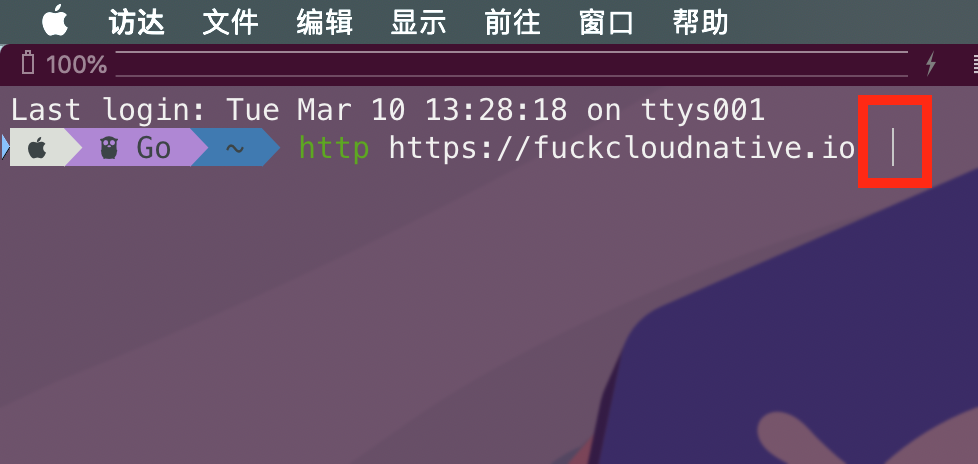 访达 文件 编辑 显示 前往 窗口 帮助
100%
Last login: Tue Mar 10 13:28:18 on ttys001
Go ~ http https://fuckcloudnative.io